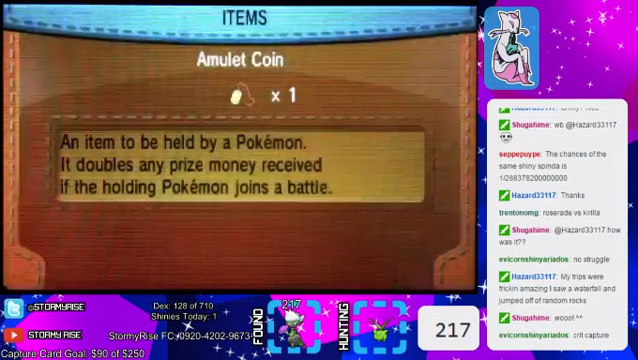 ITEMS
Amulet Coin
x 1
An item to be held by a Pokémon.
It doubles any prize money received
if the holding Pokémon joins a battle.
Shugahime: wb @Hazard33117
seppepuype: The chances of the
same shiny spinda is
1/268378200000000
Hazard33117: Thanks
trentonomg: roserade vs kirilla
Shugahime: @Hazard33117 how
was it??
evicornshinyariados: no struggle
Hazard33117: My trips were
frickin amazing I saw a waterfall and
jumped off of random rocks
Shugahime: wooo! ^^
evicornshinyariados: crit capture
@STORMYRISE
STORMY RISE
Dex: 128 of 710
Shinies Today: 1
StormyRise FC: 0920-4202-9673
Capture Card Goal: $90 of $250
FOUND
217
HUNTING
217